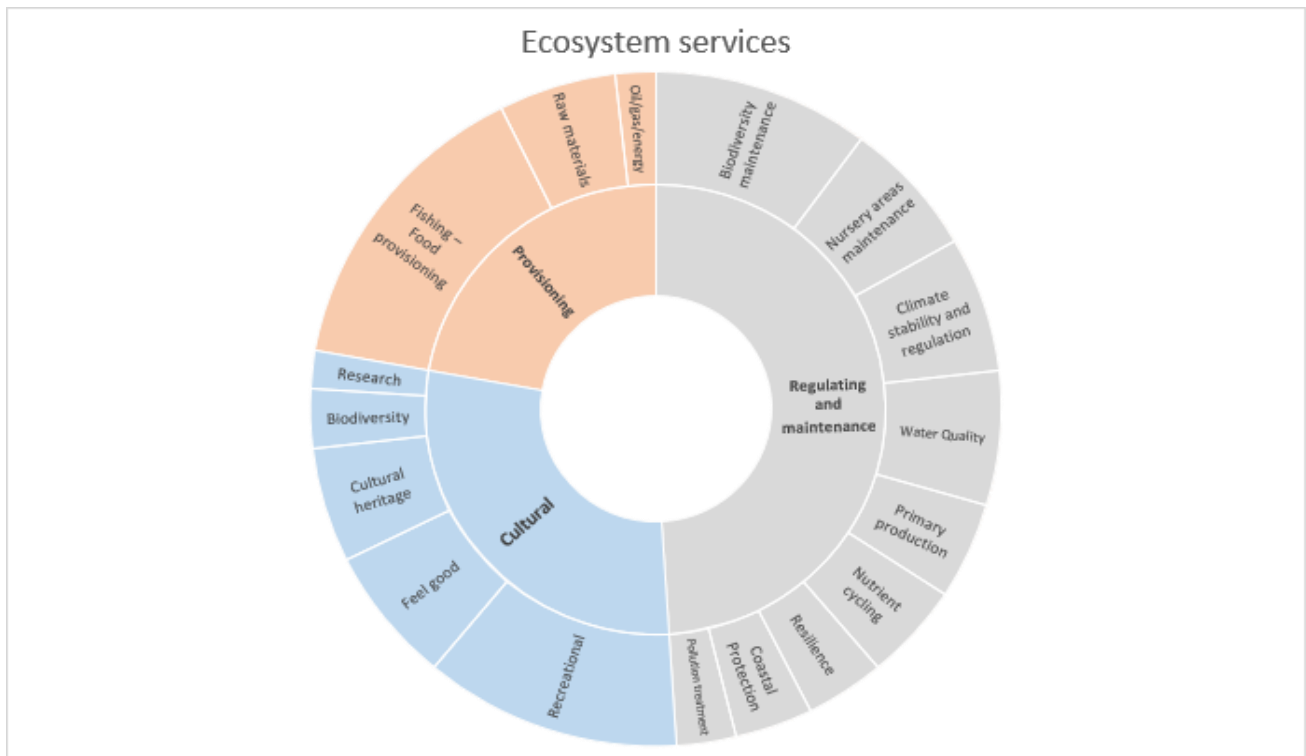 Ecosystem services
Biodiversity
maintenance
Nursery areas
maintenance
Climate
stability and
regulation
Water Quality
Primary
production
Nutrient
cycling
Resilience
Coastal
Protection
Pollution treatment
Regulating
and
maintenance
Recreational
Feel good
Cultural
heritage
Biodiversity
Research
Cultural
Fishing –
Food
provisioning
Raw materials
Oil/gas/energy
Provisioning